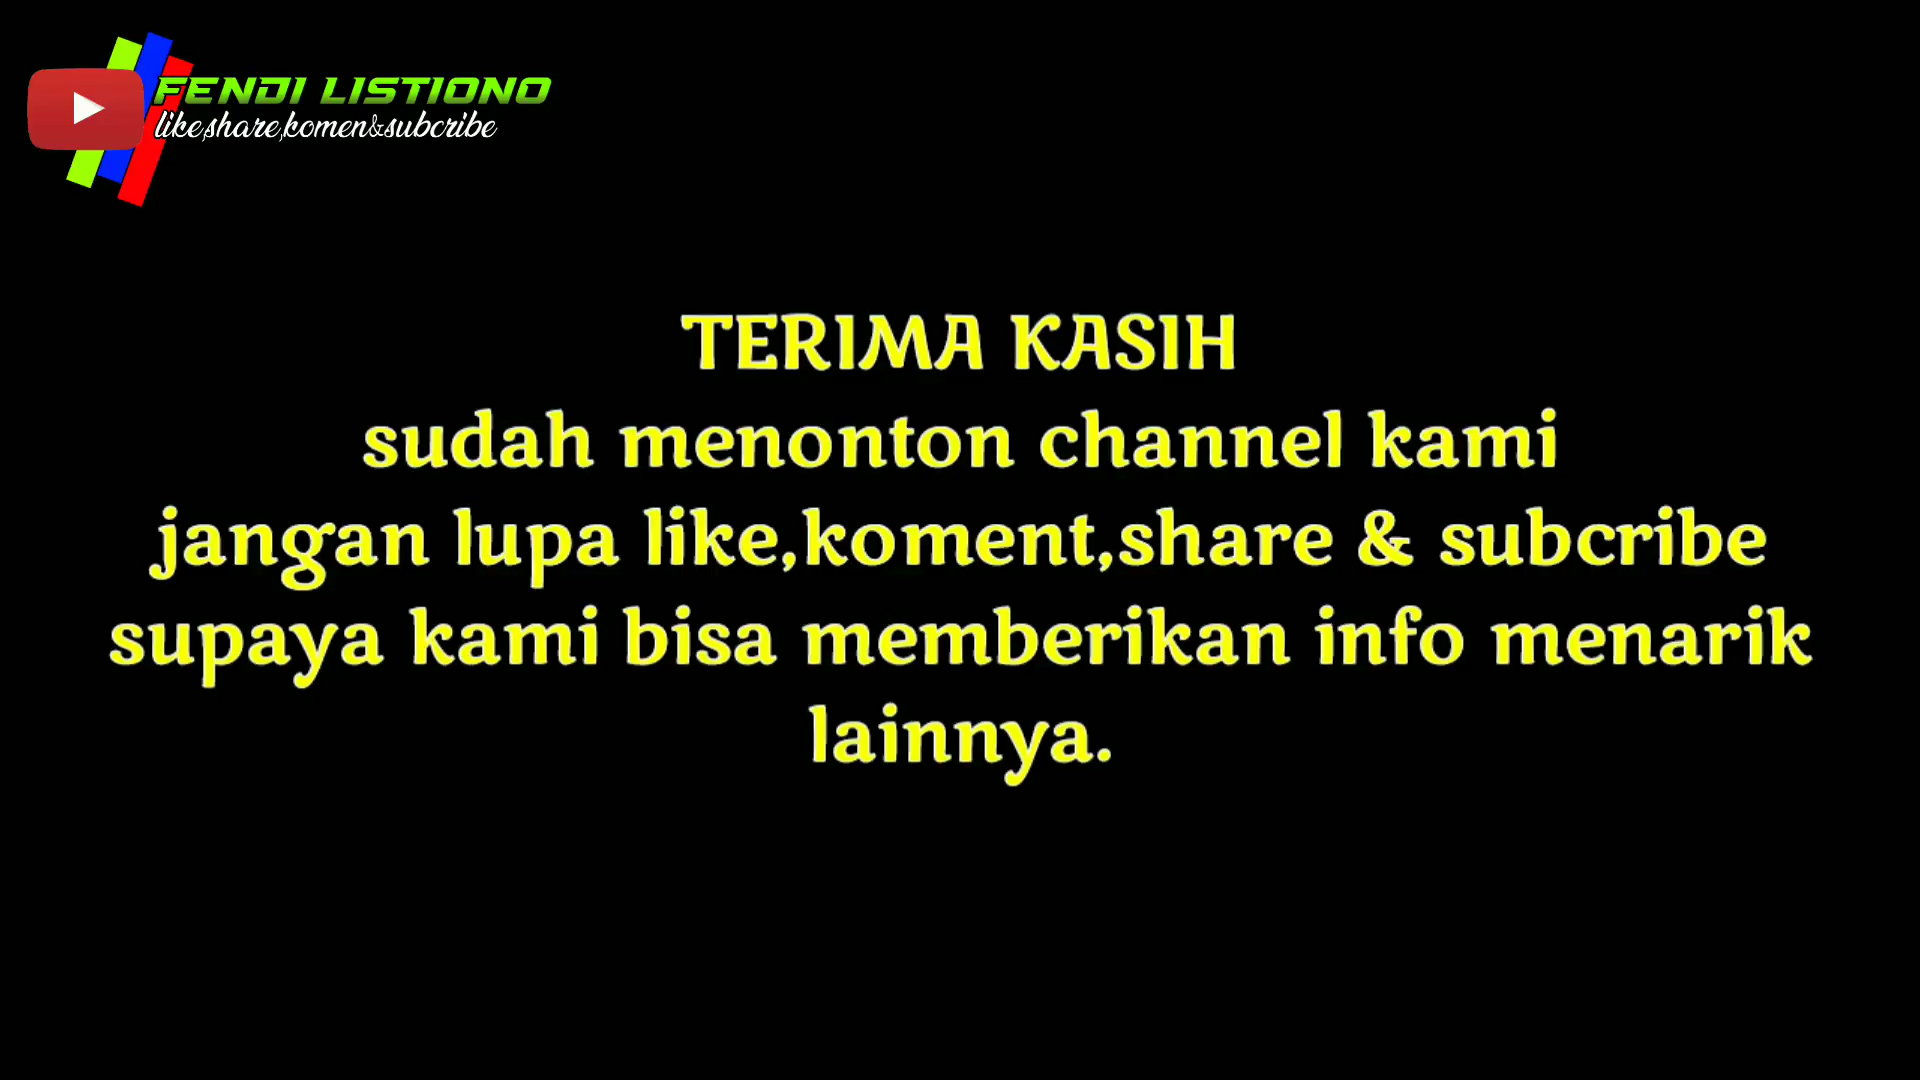 FENDI LISTIONO
like,share,komen&subcribe
TERIMA KASIH
sudah menonton channel kami
jangan lupa like,koment,share & subcribe
supaya kami bisa memberikan info menarik
lainnya.